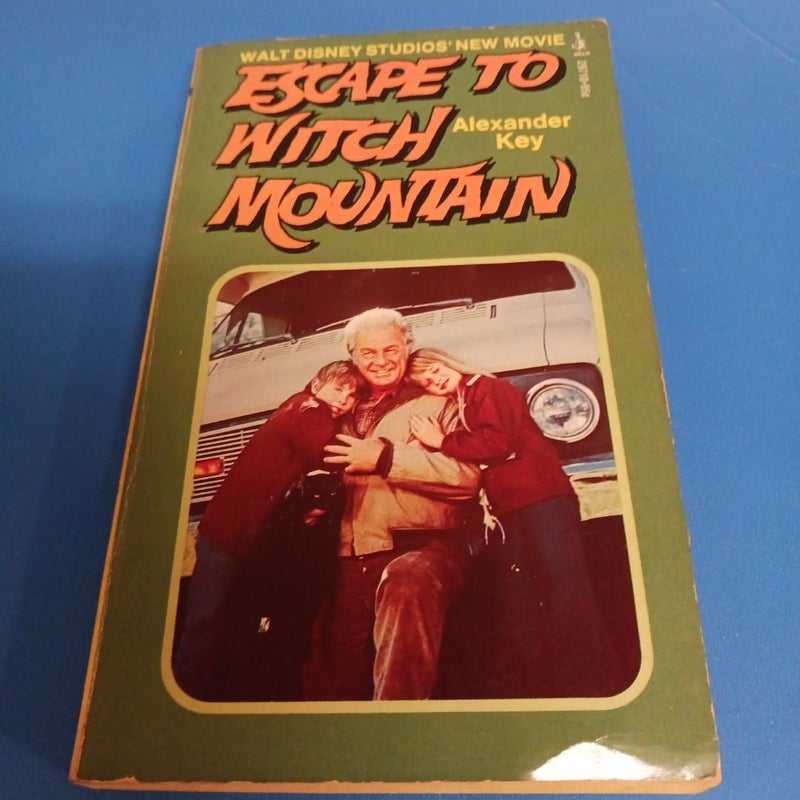 WALT DISNEY STUDIOS' NEW MOVIE
ESCAPE TO
WITCH
MOUNTAIN
Alexander
Key